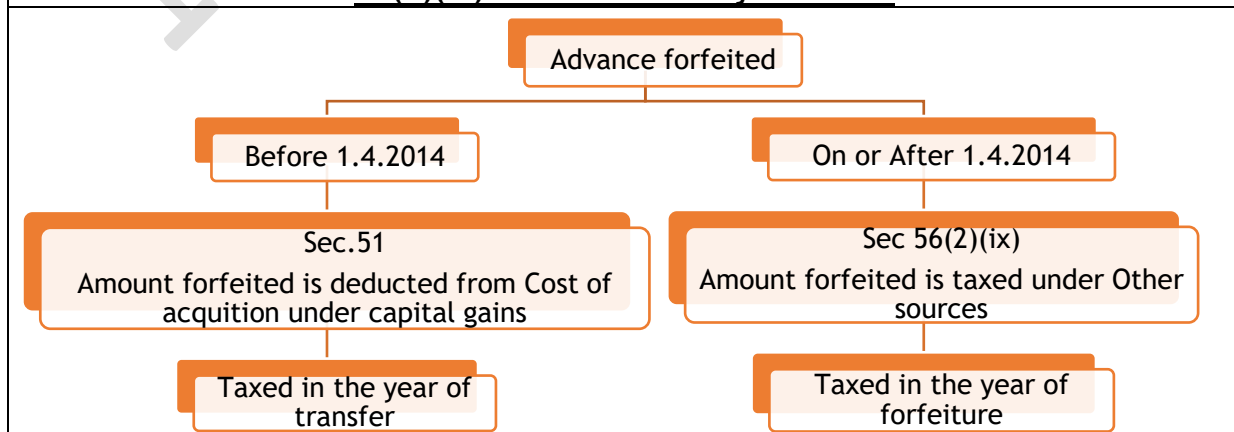 Advance forfeited
Before 1.4.2014
On or After 1.4.2014
Sec.51
Amount forfeited is deducted from Cost of
acquition under capital gains
Sec 56(2)(ix)
Amount forfeited is taxed under Other
sources
Taxed in the year of
transfer
Taxed in the year of
forfeiture